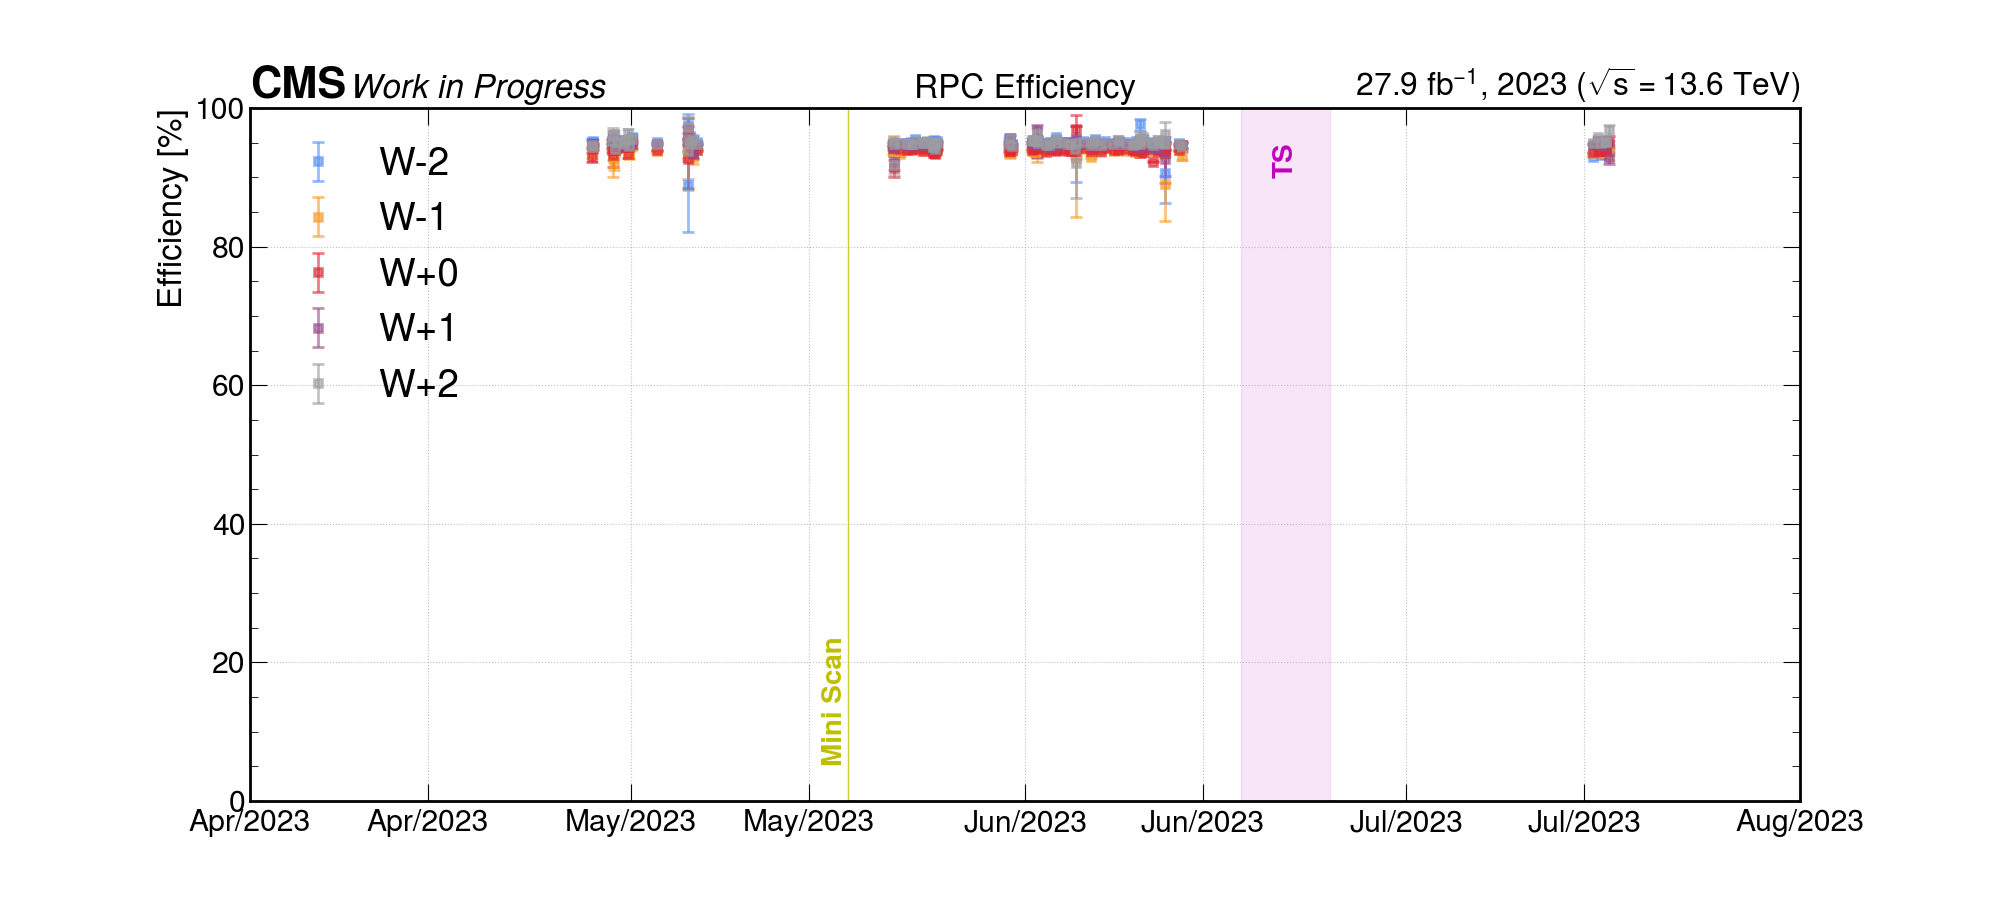 CMS Work in Progress RPC Efficiency 27.9 fb⁻¹, 2023 (√s = 13.6 TeV)
Efficiency [%]
100
80
60
40
20
0
W-2
W-1
W+0
W+1
W+2
Mini Scan
TS
Apr/2023 Apr/2023 May/2023 May/2023 Jun/2023 Jun/2023 Jul/2023 Jul/2023 Aug/2023